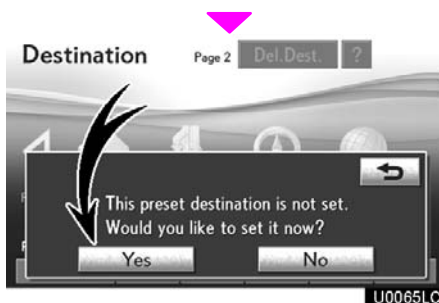 Destination Page 2 Del.Dest. ?
This preset destination is not set.
Would you like to set it now?
Yes No
U0065LC